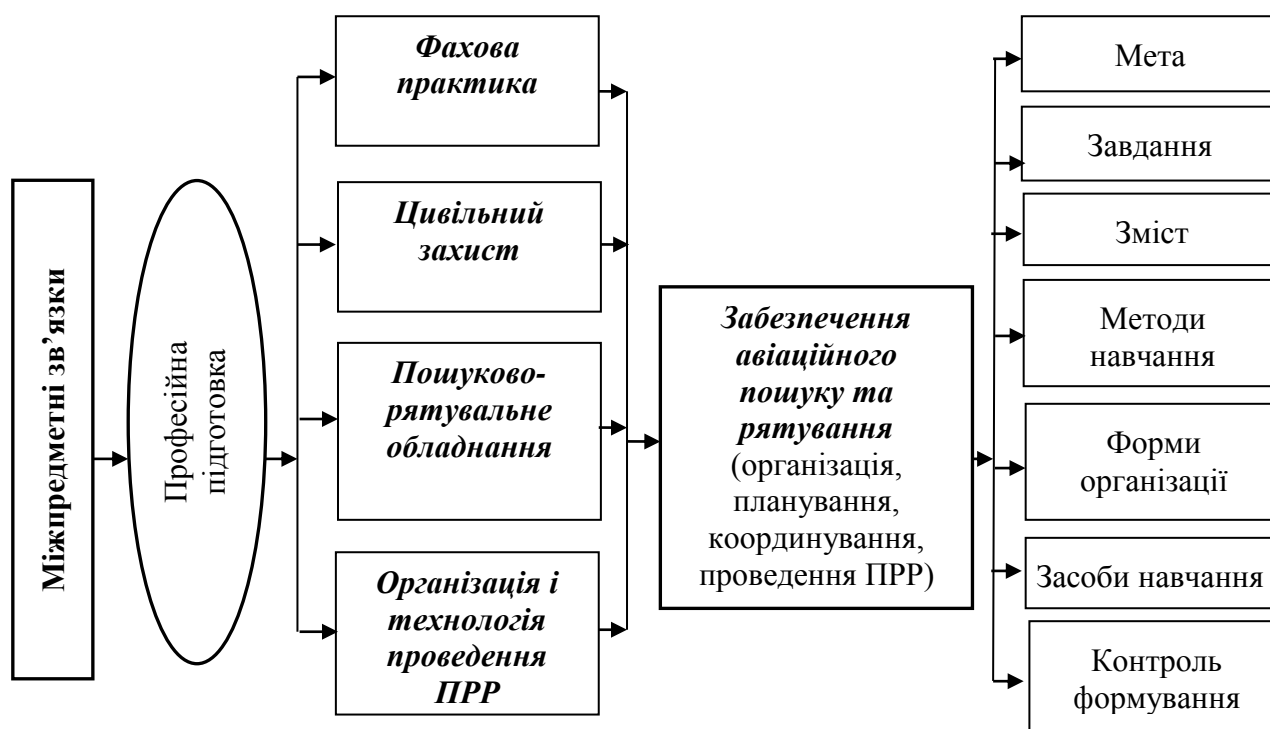 Міжпредметні зв’язки
Професійна
підготовка
Фахова
практика
Цивільний
захист
Пошуково-
рятувальне
обладнання
Організація і
технологія
проведення
ПРР
Забезпечення
авіаційного
пошуку та
рятування
(організація,
планування,
координування,
проведення ПРР)
Мета
Завдання
Зміст
Методи
навчання
Форми
організації
Засоби навчання
Контроль
формування